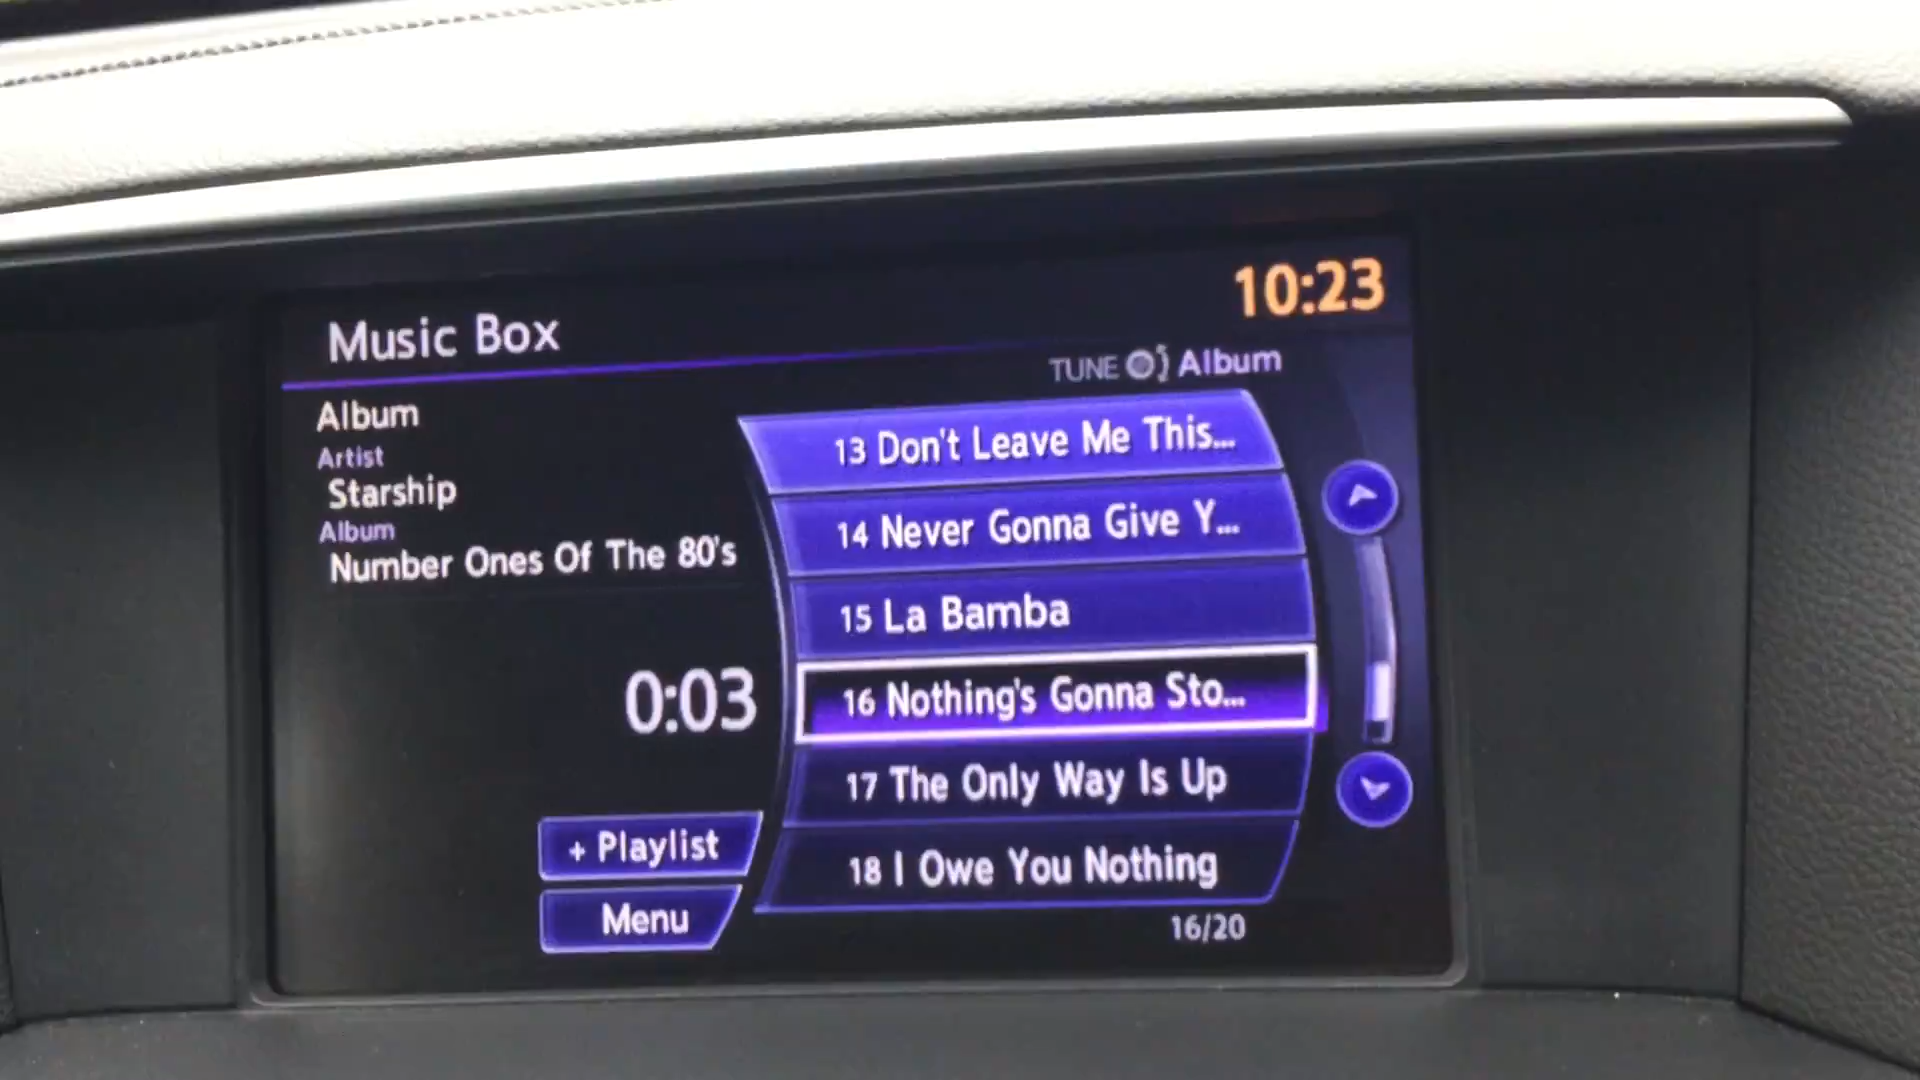 10:23
Music Box
TUNE Album
Album
Artist
Starship
Album
Number Ones Of The 80's
0:03
13 Don't Leave Me This...
14 Never Gonna Give Y...
15 La Bamba
16 Nothing's Gonna Sto...
17 The Only Way Is Up
18 I Owe You Nothing
+ Playlist
Menu
16/20